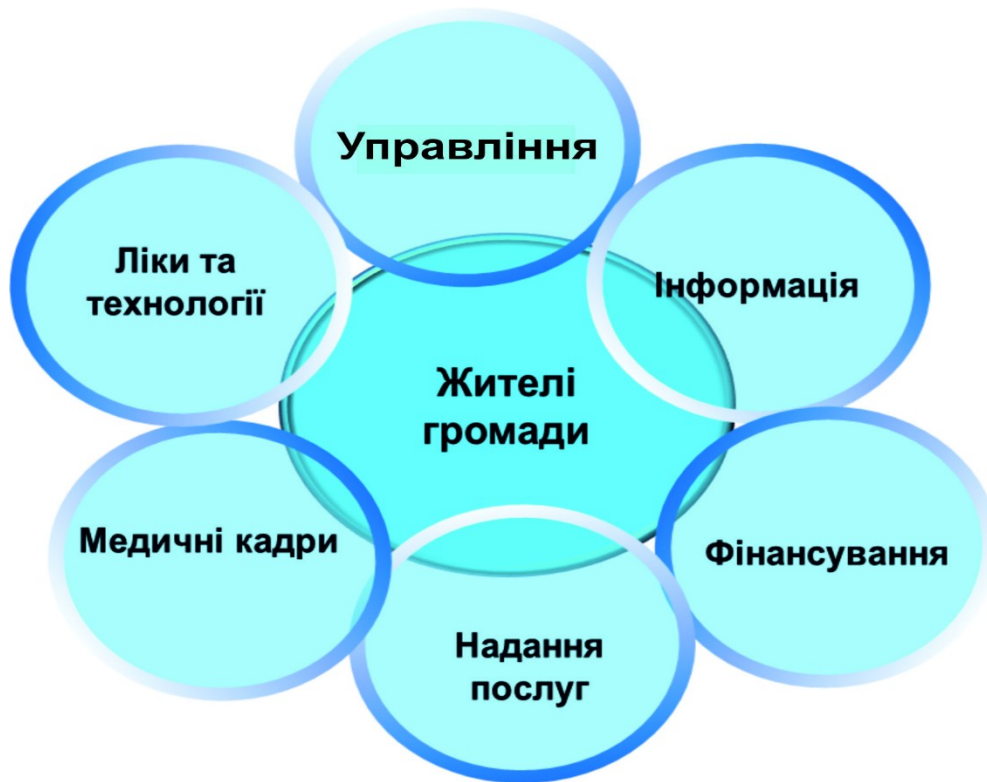 Управління
Ліки та
технології
Інформація
Жителі
громади
Медичні кадри
Фінансування
Надання
послуг